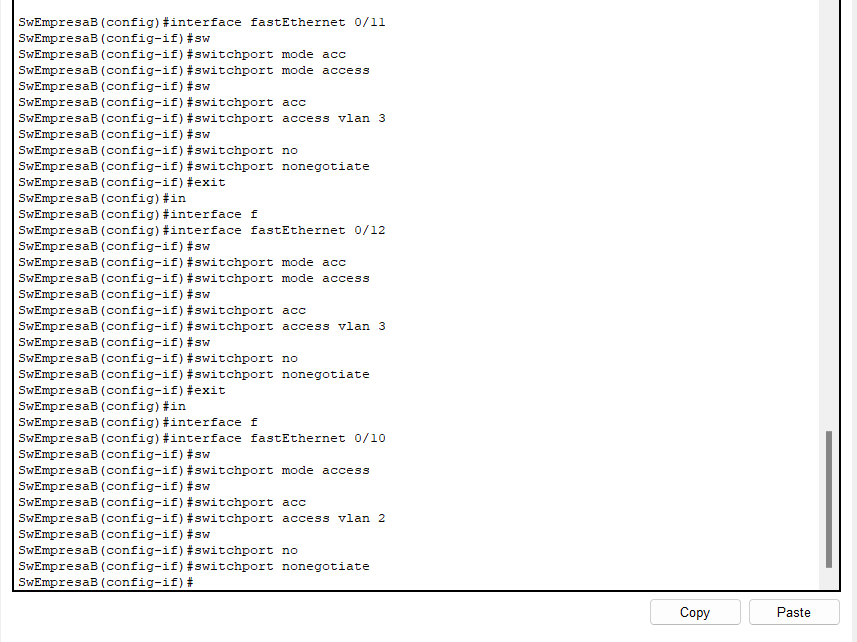 SwEmpresaB(config)#interface fastEthernet 0/11
SwEmpresaB(config-if)#sw
SwEmpresaB(config-if)#switchport mode acc
SwEmpresaB(config-if)#switchport mode access
SwEmpresaB(config-if)#sw
SwEmpresaB(config-if)#switchport acc
SwEmpresaB(config-if)#switchport access vlan 3
SwEmpresaB(config-if)#sw
SwEmpresaB(config-if)#switchport no
SwEmpresaB(config-if)#switchport nonegotiate
SwEmpresaB(config-if)#exit
SwEmpresaB(config)#in
SwEmpresaB(config)#interface f
SwEmpresaB(config)#interface fastEthernet 0/12
SwEmpresaB(config-if)#sw
SwEmpresaB(config-if)#switchport mode acc
SwEmpresaB(config-if)#switchport mode access
SwEmpresaB(config-if)#sw
SwEmpresaB(config-if)#switchport acc
SwEmpresaB(config-if)#switchport access vlan 3
SwEmpresaB(config-if)#sw
SwEmpresaB(config-if)#switchport no
SwEmpresaB(config-if)#switchport nonegotiate
SwEmpresaB(config-if)#exit
SwEmpresaB(config)#in
SwEmpresaB(config)#interface f
SwEmpresaB(config)#interface fastEthernet 0/10
SwEmpresaB(config-if)#sw
SwEmpresaB(config-if)#switchport mode access
SwEmpresaB(config-if)#sw
SwEmpresaB(config-if)#switchport acc
SwEmpresaB(config-if)#switchport access vlan 2
SwEmpresaB(config-if)#sw
SwEmpresaB(config-if)#switchport no
SwEmpresaB(config-if)#switchport nonegotiate
SwEmpresaB(config-if)#
Copy Paste